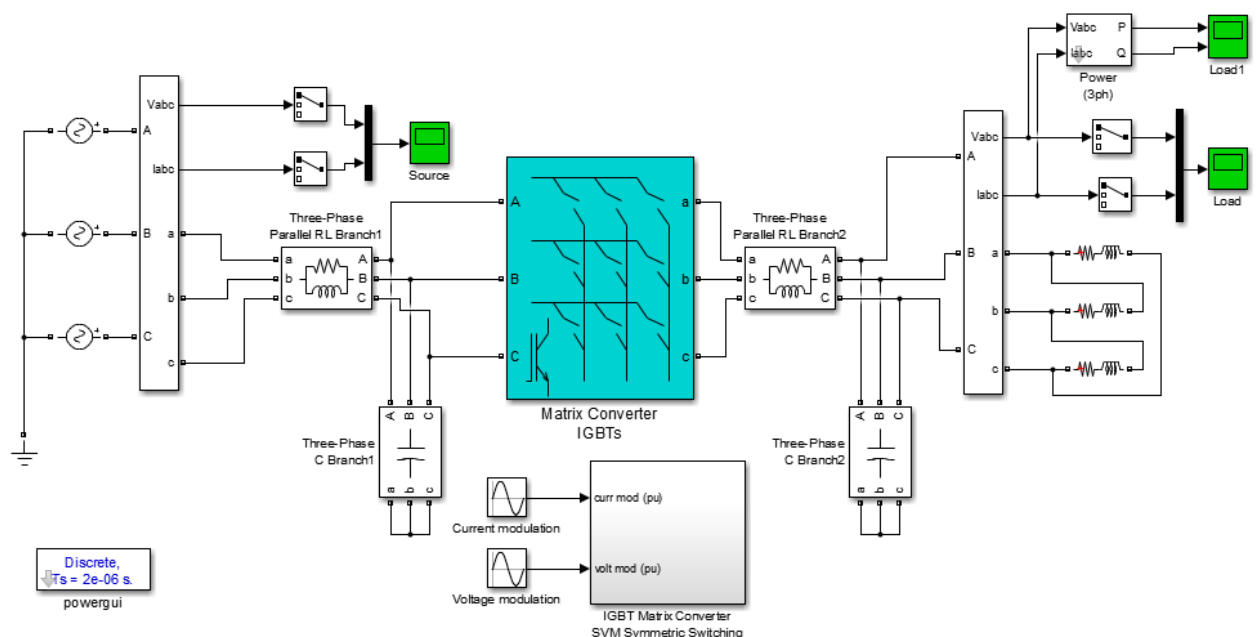 Vabc
P
Iabc
Q
Power
(3ph)
Load1
Vabc
A
Iabc
Source
Vabc
A
Iabc
Load
Three-Phase
Parallel RL Branch1
Three-Phase
Parallel RL Branch2
B
a
b
C
c
a
A
b
B
c
C
A
a
B
b
C
c
Matrix Converter
IGBTs
a
A
b
B
c
C
B
a
b
C
c
Three-Phase
C Branch1
A
B
C
a
b
c
Three-Phase
C Branch2
A
B
C
a
b
c
Current modulation
curr mod (pu)
Voltage modulation
volt mod (pu)
IGBT Matrix Converter
SVM Symmetric Switching
Discrete,
Ts = 2e-06 s.
powergui